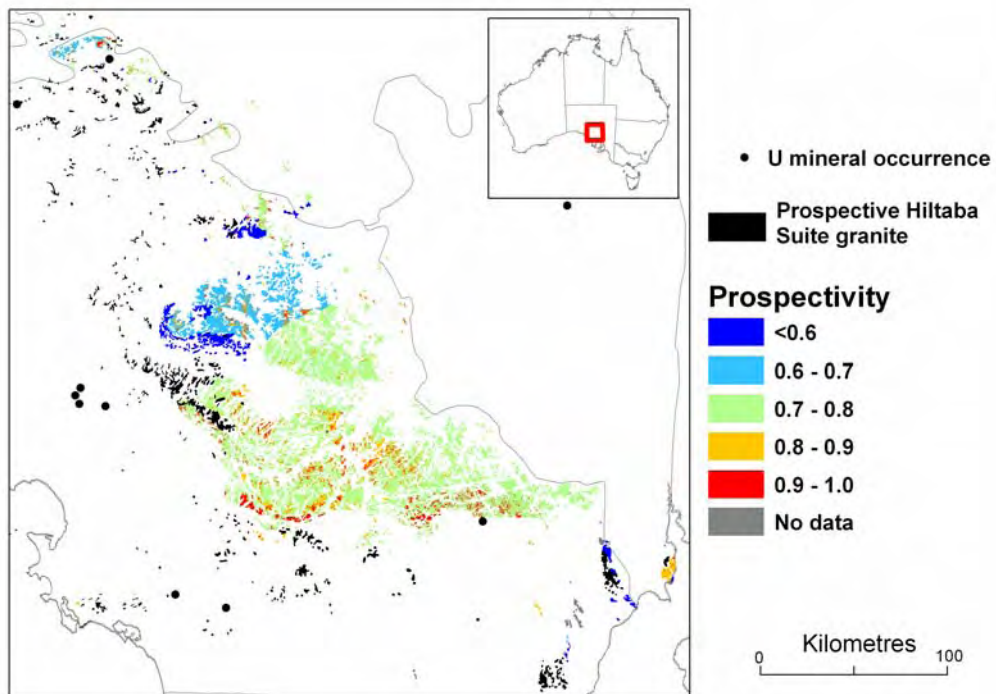 U mineral occurrence
Prospective Hiltaba
Suite granite
Prospectivity
<0.6
0.6 - 0.7
0.7 - 0.8
0.8 - 0.9
0.9 - 1.0
No data
Kilometres
0 100